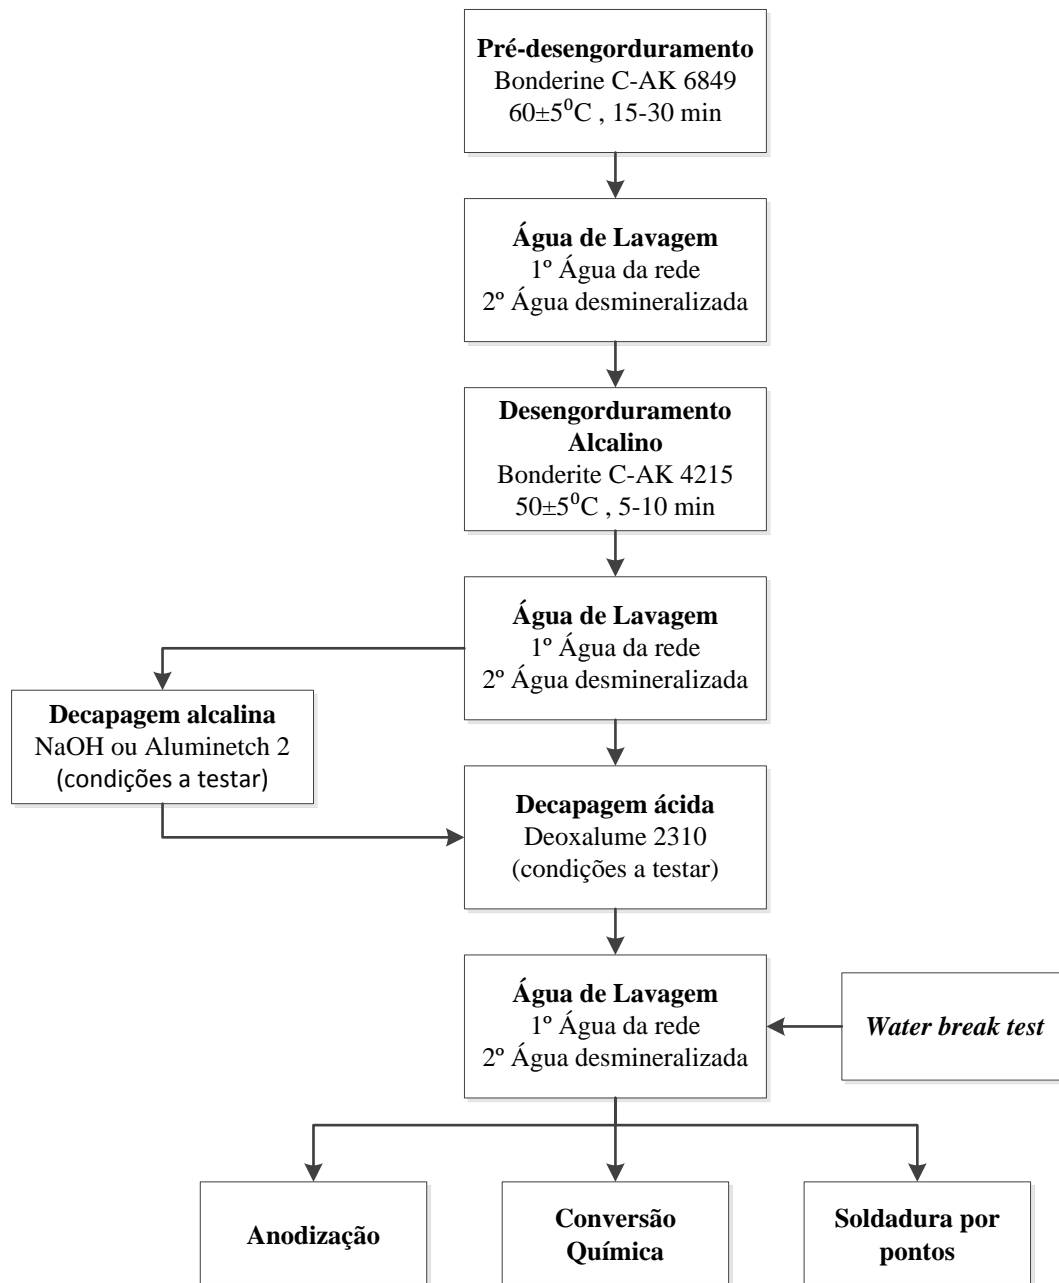 Pré-desengorduramento
Bonderine C-AK 6849
60±5⁰C , 15-30 min
Água de Lavagem
1º Água da rede
2º Água desmineralizada
Desengorduramento
Alcalino
Bonderite C-AK 4215
50±5⁰C , 5-10 min
Água de Lavagem
1º Água da rede
2º Água desmineralizada
Decapagem alcalina
NaOH ou Aluminetch 2
(condições a testar)
Decapagem ácida
Deoxalume 2310
(condições a testar)
Água de Lavagem
1º Água da rede
2º Água desmineralizada
Water break test
Anodização
Conversão
Química
Soldadura por
pontos